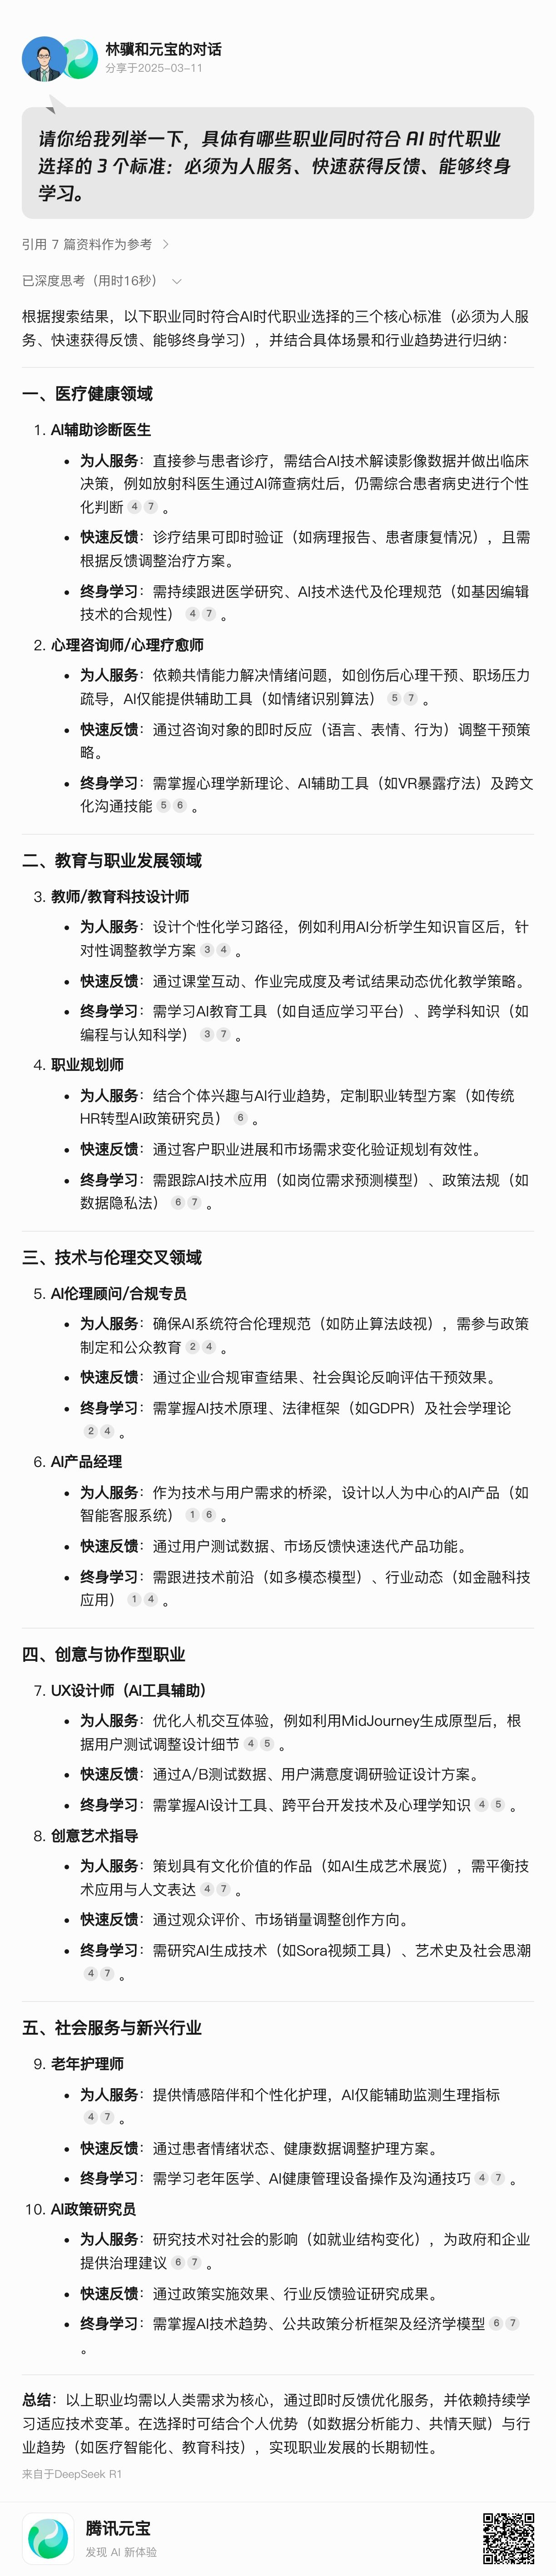 林骥和元宝的对话
分享于2025-03-11
请你给我列举一下，具体有哪些职业同时符合 AI 时代职业
选择的 3 个标准：必须为人服务、快速获得反馈、能够终身
学习。
引用 7 篇资料作为参考 >
已深度思考（用时16秒）
根据搜索结果，以下职业同时符合AI时代职业选择的三个核心标准（必须为人服
务、快速获得反馈、能够终身学习），并结合具体场景和行业趋势进行归纳：
一、医疗健康领域
1. AI辅助诊断医生
• 为人服务：直接参与患者诊疗，需结合AI技术解读影像数据并做出临床
决策，例如放射科医生通过AI筛查病灶后，仍需综合患者病史进行个性
化判断 4 7 。
• 快速反馈：诊疗结果可即时验证（如病理报告、患者康复情况），且需
根据反馈调整治疗方案。
• 终身学习：需持续跟进医学研究、AI技术迭代及伦理规范（如基因编辑
技术的合规性） 4 7 。
2. 心理咨询师/心理疗愈师
• 为人服务：依赖共情能力解决情绪问题，如创伤后心理干预、职场压力
疏导，AI仅能提供辅助工具（如情绪识别算法） 5 7 。
• 快速反馈：通过咨询对象的即时反应（语言、表情、行为）调整干预策
略。
• 终身学习：需掌握心理学新理论、AI辅助工具（如VR暴露疗法）及跨文
化沟通技能 5 6 。
二、教育与职业发展领域
3. 教师/教育科技设计师
• 为人服务：设计个性化学习路径，例如利用AI分析学生知识盲区后，针
对性调整教学方案 3 4 。
• 快速反馈：通过课堂互动、作业完成度及考试结果动态优化教学策略。
• 终身学习：需学习AI教育工具（如自适应学习平台）、跨学科知识（如
编程与认知科学） 3 7 。
4. 职业规划师
• 为人服务：结合个体兴趣与AI行业趋势，定制职业转型方案（如传统
HR转型AI政策研究员） 6 。
• 快速反馈：通过客户职业进展和市场需求变化验证规划有效性。
• 终身学习：需跟踪AI技术应用（如岗位需求预测模型）、政策法规（如
数据隐私法） 6 7 。
三、技术与伦理交叉领域
5. AI伦理顾问/合规专员
• 为人服务：确保AI系统符合伦理规范（如防止算法歧视），需参与政策
制定和公众教育 2 4 。
• 快速反馈：通过企业合规审查结果、社会舆论反响评估干预效果。
• 终身学习：需掌握AI技术原理、法律框架（如GDPR）及社会学理论
2 4 。
6. AI产品经理
• 为人服务：作为技术与用户需求的桥梁，设计以人为中心的AI产品（如
智能客服系统） 1 6 。
• 快速反馈：通过用户测试数据、市场反馈快速迭代产品功能。
• 终身学习：需跟进技术前沿（如多模态模型）、行业动态（如金融科技
应用） 1 4 。
四、创意与协作型职业
7. UX设计师（AI工具辅助）
• 为人服务：优化人机交互体验，例如利用MidJourney生成原型后，根
据用户测试调整设计细节 4 5 。
• 快速反馈：通过A/B测试数据、用户满意度调研验证设计方案。
• 终身学习：需掌握AI设计工具、跨平台开发技术及心理学知识 4 5 。
8. 创意艺术指导
• 为人服务：策划具有文化价值的作品（如AI生成艺术展览），需平衡技
术应用与人文表达 4 7 。
• 快速反馈：通过观众评价、市场销量调整创作方向。
• 终身学习：需研究AI生成技术（如Sora视频工具）、艺术史及社会思潮
4 7 。
五、社会服务与新兴行业
9. 老年护理师
• 为人服务：提供情感陪伴和个性化护理，AI仅能辅助监测生理指标
4 7 。
• 快速反馈：通过患者情绪状态、健康数据调整护理方案。
• 终身学习：需学习老年医学、AI健康管理设备操作及沟通技巧 4 7 。
10. AI政策研究员
• 为人服务：研究技术对社会的影响（如就业结构变化），为政府和企业
提供治理建议 6 7 。
• 快速反馈：通过政策实施效果、行业反馈验证研究成果。
• 终身学习：需掌握AI技术趋势、公共政策分析框架及经济学模型 6 7
。
总结：以上职业均需以人类需求为核心，通过即时反馈优化服务，并依赖持续学
习适应技术变革。在选择时可结合个人优势（如数据分析能力、共情天赋）与行
业趋势（如医疗智能化、教育科技），实现职业发展的长期韧性。
来自于DeepSeek R1
腾讯元宝
发现 AI 新体验